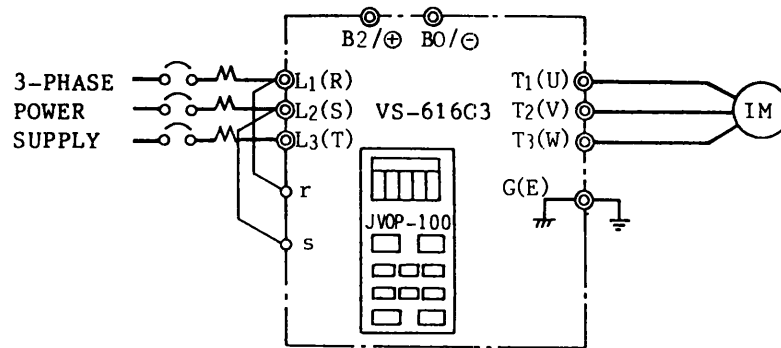 B2/⊕ B0/⊖
3-PHASE
POWER
SUPPLY
L1(R)
L2(S)
L3(T)
VS-616G3
T1(U)
T2(V)
T3(W)
IM
r
s
G(E)
JVOP-100